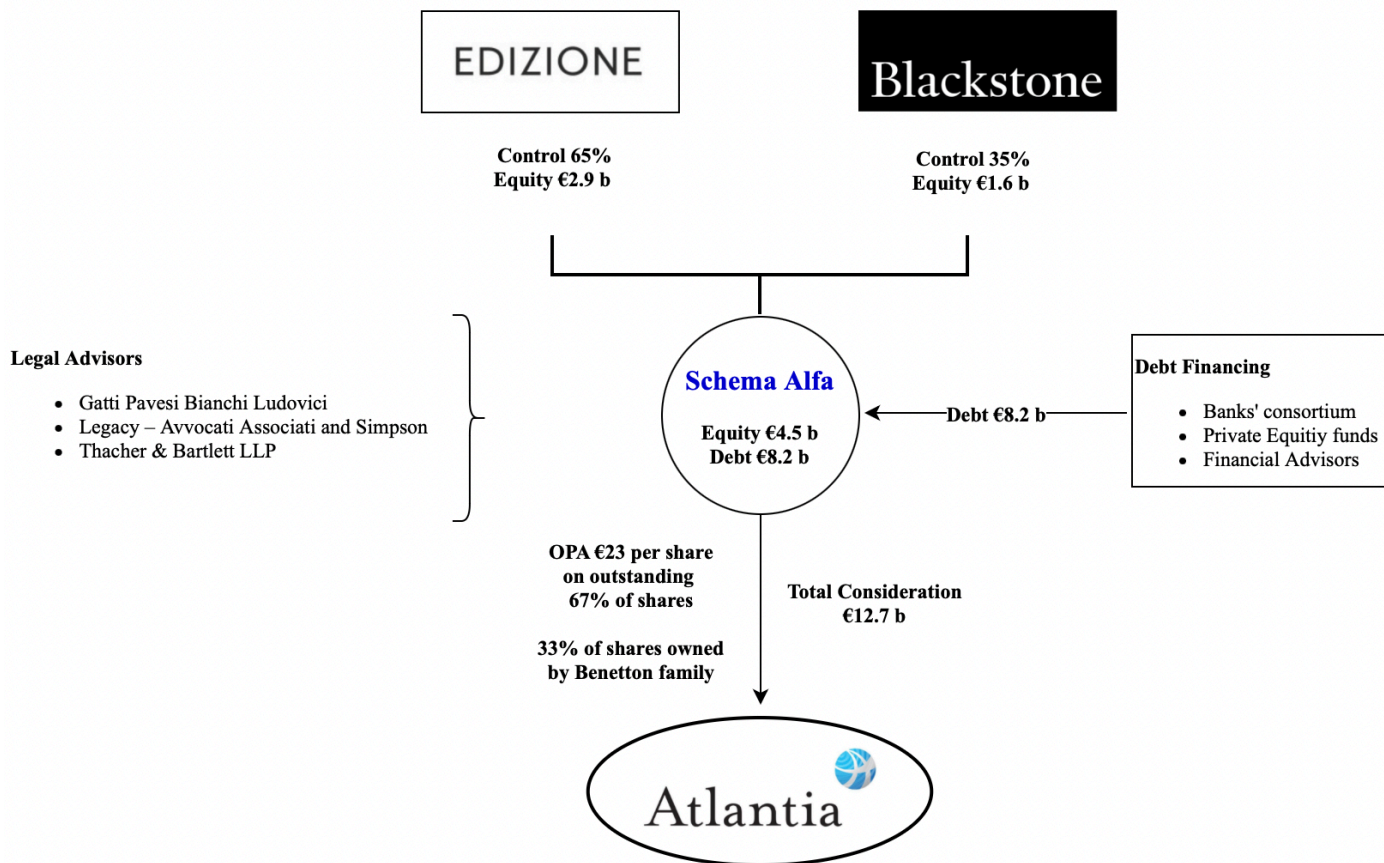 EDIZIONE
Blackstone
Control 65%
Equity €2.9 b
Control 35%
Equity €1.6 b
Legal Advisors
• Gatti Pavesi Bianchi Ludovici
• Legacy – Avvocati Associati and Simpson
• Thacher & Bartlett LLP
Schema Alfa
Equity €4.5 b
Debt €8.2 b
Debt €8.2 b
Debt Financing
• Banks' consortium
• Private Equitiy funds
• Financial Advisors
OPA €23 per share
on outstanding
67% of shares
33% of shares owned
by Benetton family
Total Consideration
€12.7 b
Atlantia